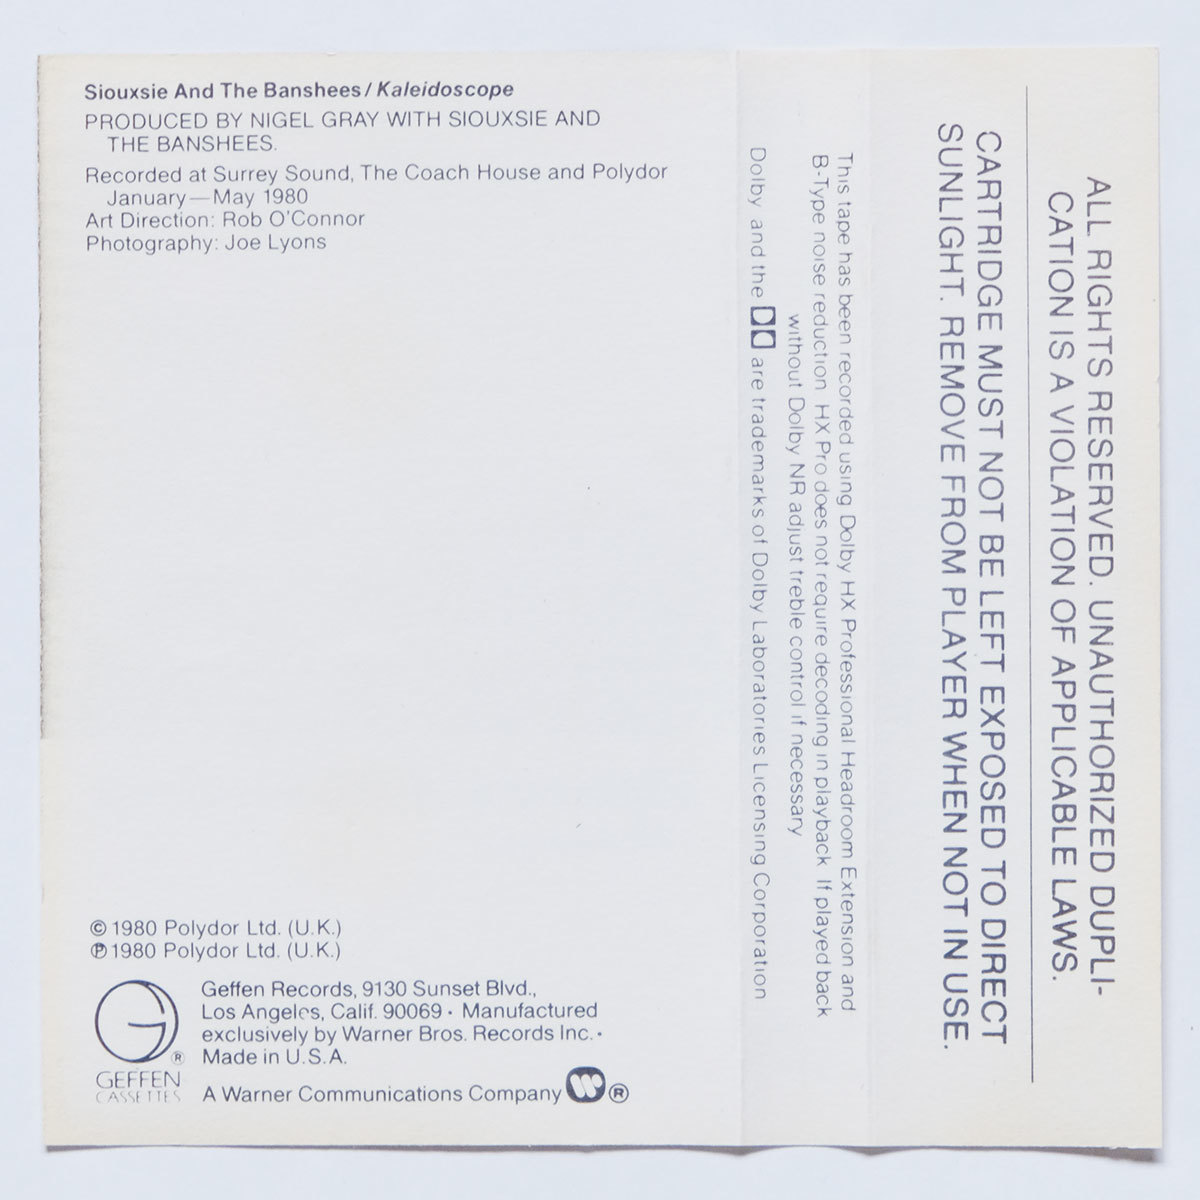 Siouxsie And The Banshees/Kaleidoscope
PRODUCED BY NIGEL GRAY WITH SIOUXSIE AND
THE BANSHEES.
Recorded at Surrey Sound, The Coach House and Polydor
January—May 1980
Art Direction: Rob O'Connor
Photography: Joe Lyons
©1980 Polydor Ltd. (U.K.)
℗1980 Polydor Ltd. (U.K.)
GEFFEN ®
CASSETTES
Geffen Records, 9130 Sunset Blvd.,
Los Angeles, Calif. 90069 • Manufactured
exclusively by Warner Bros. Records Inc. •
Made in U.S.A.
A Warner Communications Company ®
This tape has been recorded using Dolby HX Professional Headroom Extension and
B-Type noise reduction HX Pro does not require decoding in playback If played back
without Dolby NR adjust treble control if necessary
Dolby and the are trademarks of Dolby Laboratories Licensing Corporation
ALL RIGHTS RESERVED. UNAUTHORIZED DUPLI-
CATION IS A VIOLATION OF APPLICABLE LAWS.
CARTRIDGE MUST NOT BE LEFT EXPOSED TO DIRECT
SUNLIGHT. REMOVE FROM PLAYER WHEN NOT IN USE.